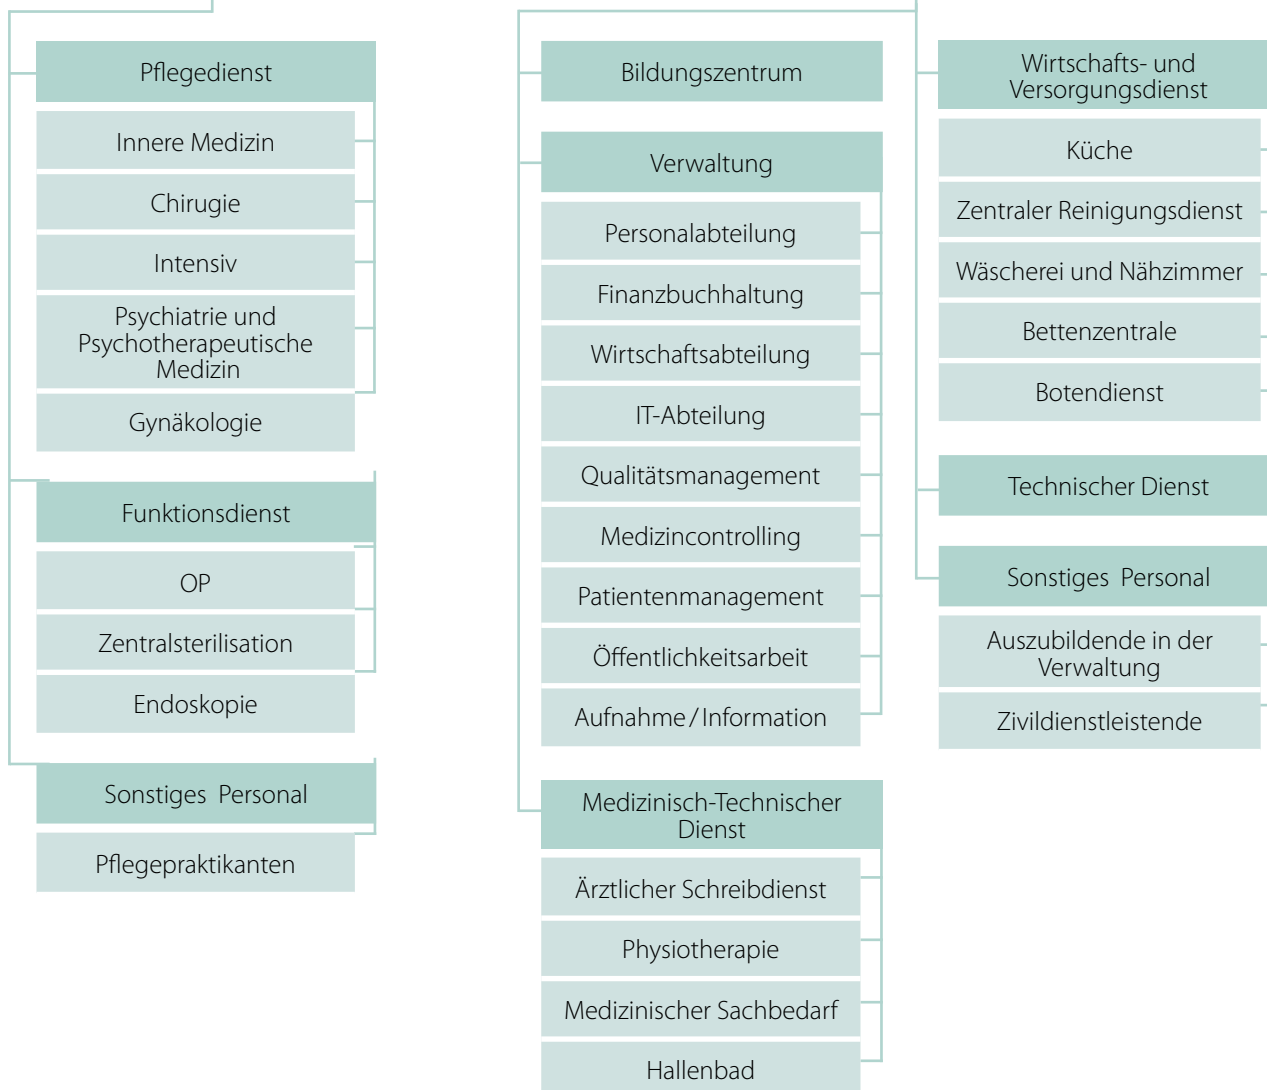 Pflegedienst
Innere Medizin
Chirugie
Intensiv
Psychiatrie und
Psychotherapeutische
Medizin
Gynäkologie
Funktionsdienst
OP
Zentralsterilisation
Endoskopie
Sonstiges Personal
Pflegepraktikanten
Bildungszentrum
Verwaltung
Personalabteilung
Finanzbuchhaltung
Wirtschaftsabteilung
IT-Abteilung
Qualitätsmanagement
Medizincontrolling
Patientenmanagement
Öffentlichkeitsarbeit
Aufnahme / Information
Medizinisch-Technischer
Dienst
Ärztlicher Schreibdienst
Physiotherapie
Medizinischer Sachbedarf
Hallenbad
Wirtschafts- und
Versorgungsdienst
Küche
Zentraler Reinigungsdienst
Wäscherei und Nähzimmer
Bettenzentrale
Botendienst
Technischer Dienst
Sonstiges Personal
Auszubildende in der
Verwaltung
Zivildienstleistende